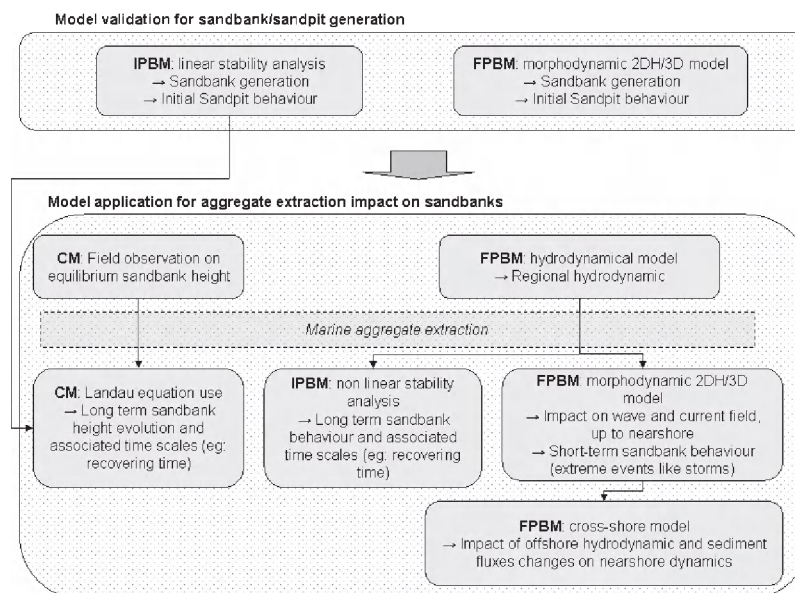 Model validation for sandbank/sandpit generation
IPBM: linear stability analysis
→ Sandbank generation
→ Initial Sandpit behaviour
FPBM: morphodynamic 2DH/3D model
→ Sandbank generation
→ Initial Sandpit behaviour
Model application for aggregate extraction impact on sandbanks
CM: Field observation on
equilibrium sandbank height
FPBM: hydrodynamical model
→ Regional hydrodynamic
Marine aggregate extraction
CM: Landau equation use
→ Long term sandbank
height evolution and
associated time scales (eg:
recovering time)
IPBM: non linear stability
analysis
→ Long term sandbank
behaviour and associated
time scales (eg: recovering
time)
FPBM: morphodynamic 2DH/3D
model
→ Impact on wave and current field,
up to nearshore
→ Short-term sandbank behaviour
(extreme events like storms)
FPBM: cross-shore model
→ Impact of offshore hydrodynamic and sediment
fluxes changes on nearshore dynamics